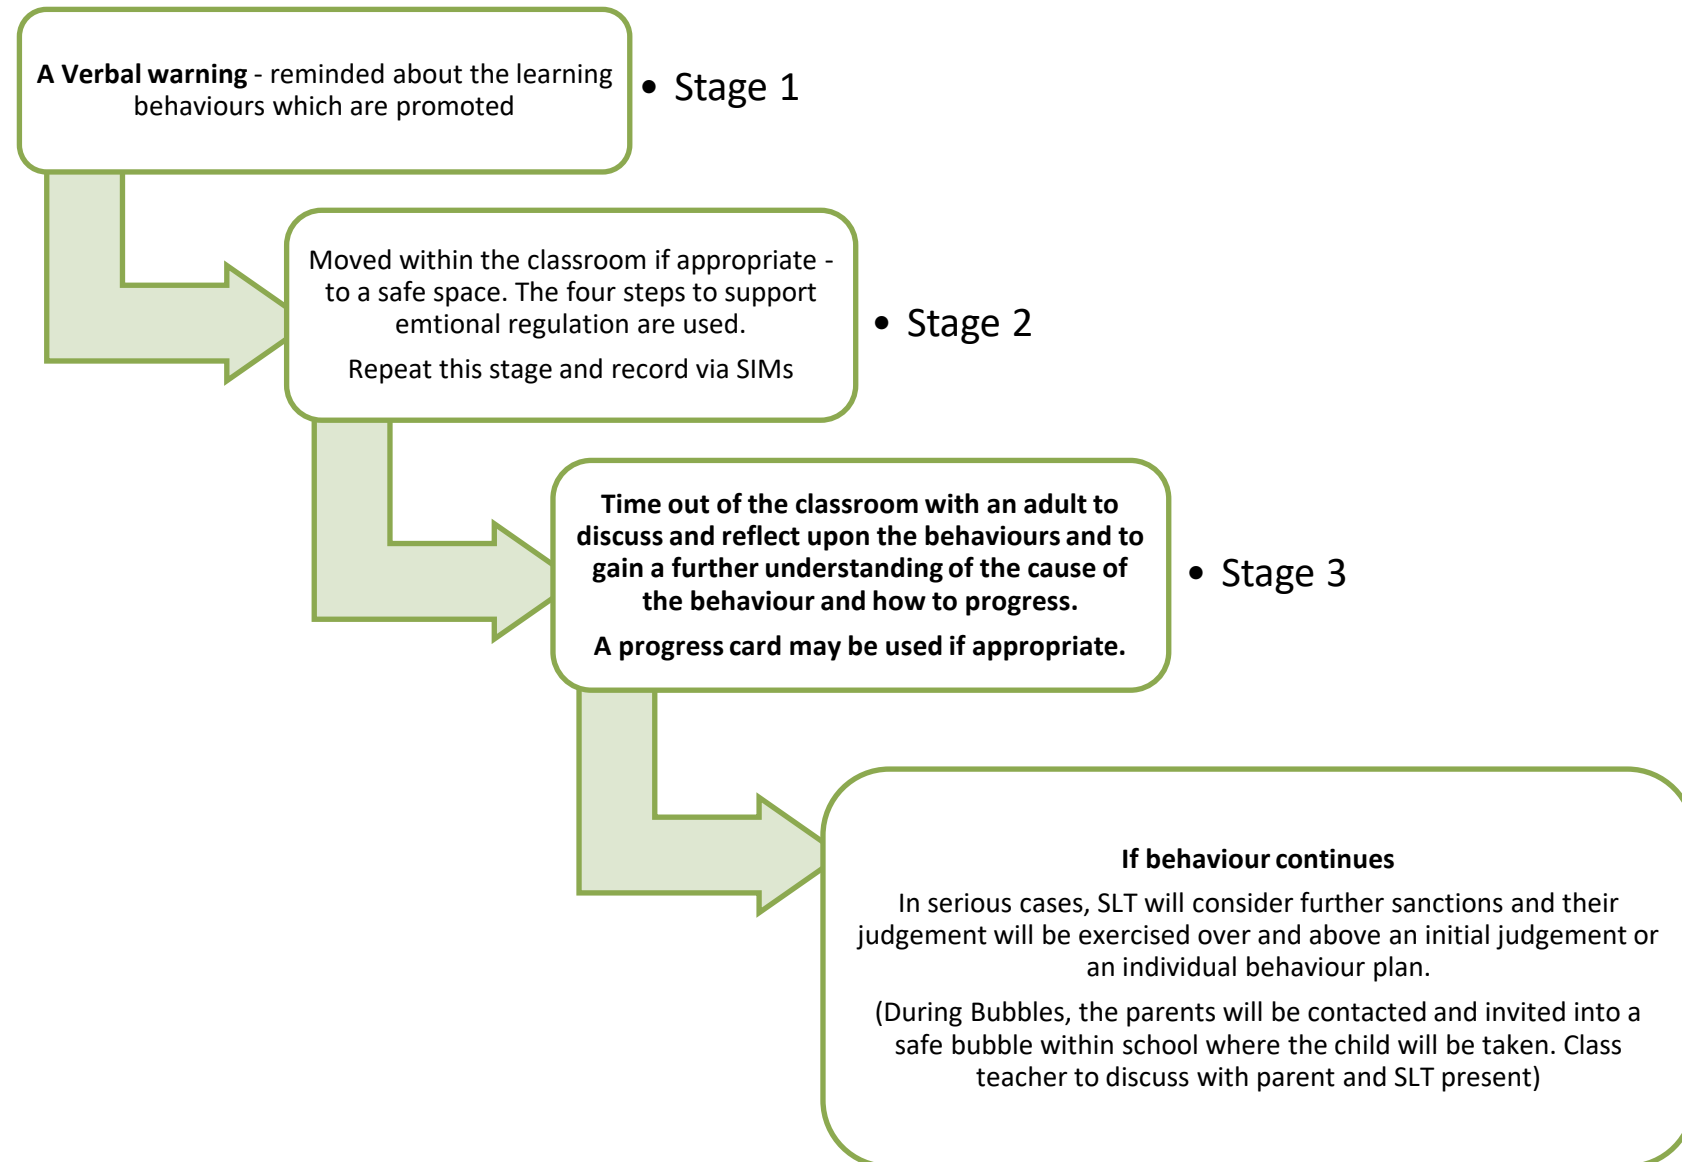 A Verbal warning - reminded about the learning
behaviours which are promoted
• Stage 1
Moved within the classroom if appropriate -
to a safe space. The four steps to support
emtional regulation are used.
Repeat this stage and record via SIMs
• Stage 2
Time out of the classroom with an adult to
discuss and reflect upon the behaviours and to
gain a further understanding of the cause of
the behaviour and how to progress.
A progress card may be used if appropriate.
• Stage 3
If behaviour continues
In serious cases, SLT will consider further sanctions and their
judgement will be exercised over and above an initial judgement or
an individual behaviour plan.
(During Bubbles, the parents will be contacted and invited into a
safe bubble within school where the child will be taken. Class
teacher to discuss with parent and SLT present)